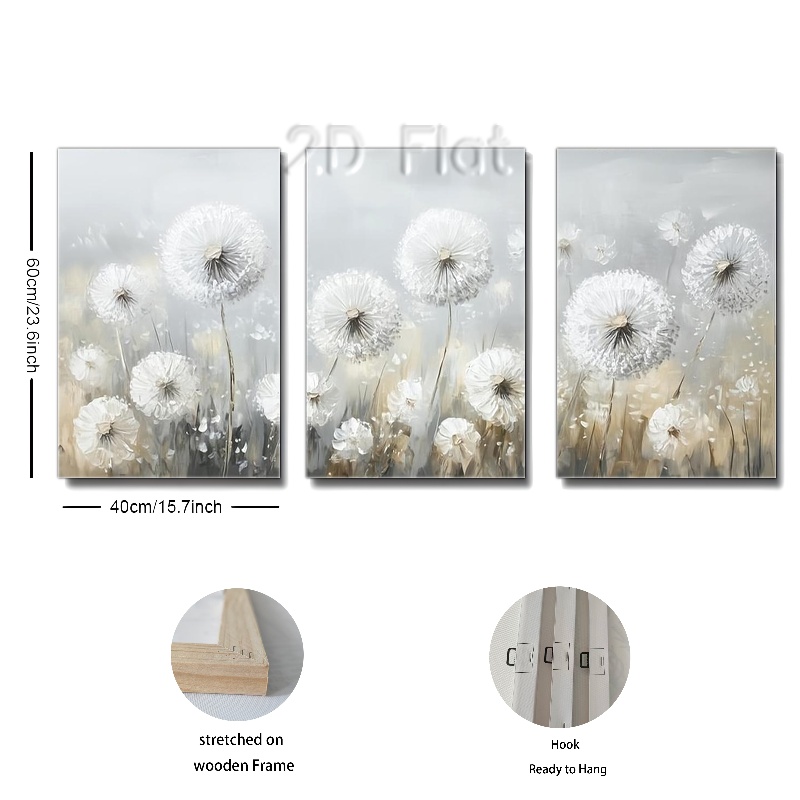 2D Flat
60cm/23.6inch
40cm/15.7inch
stretched on
wooden Frame
Hook
Ready to Hang